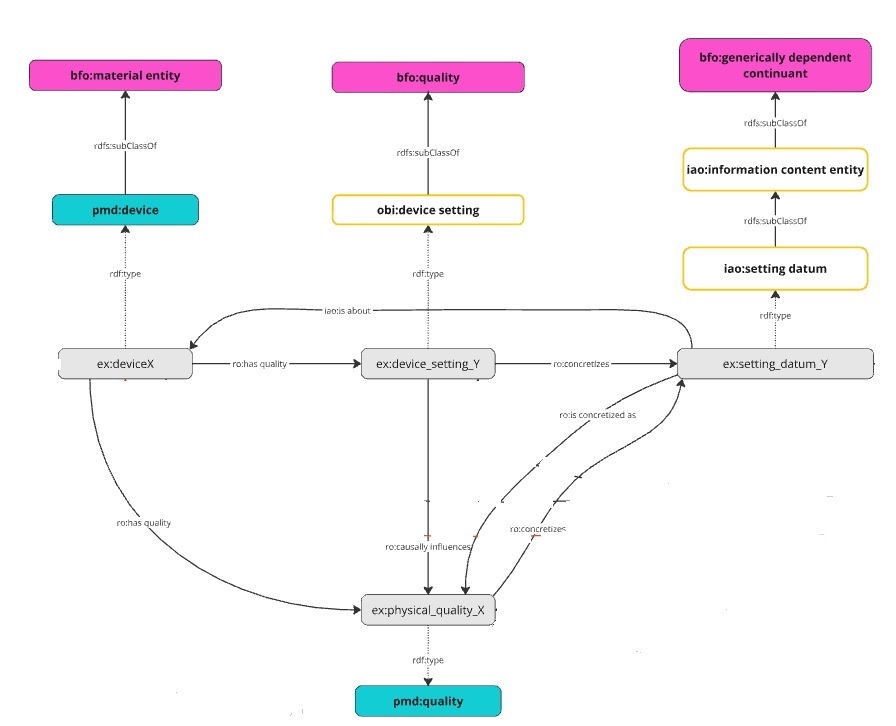 bfo:material entity
bfo:quality
bfo:generically dependent
continuant
rdfs:subClassOf
rdfs:subClassOf
rdfs:subClassOf
iao:information content entity
pmd:device
obi:device setting
rdfs:subClassOf
iao:setting datum
rdf:type
rdf:type
rdf:type
iao:is about
ex:deviceX
ro:has quality
ex:device_setting_Y
ro:concretizes
ex:setting_datum_Y
ro:is concretized as
ro:has quality
ro:concretizes
ro:causally influences
ex:physical_quality_X
rdf:type
pmd:quality